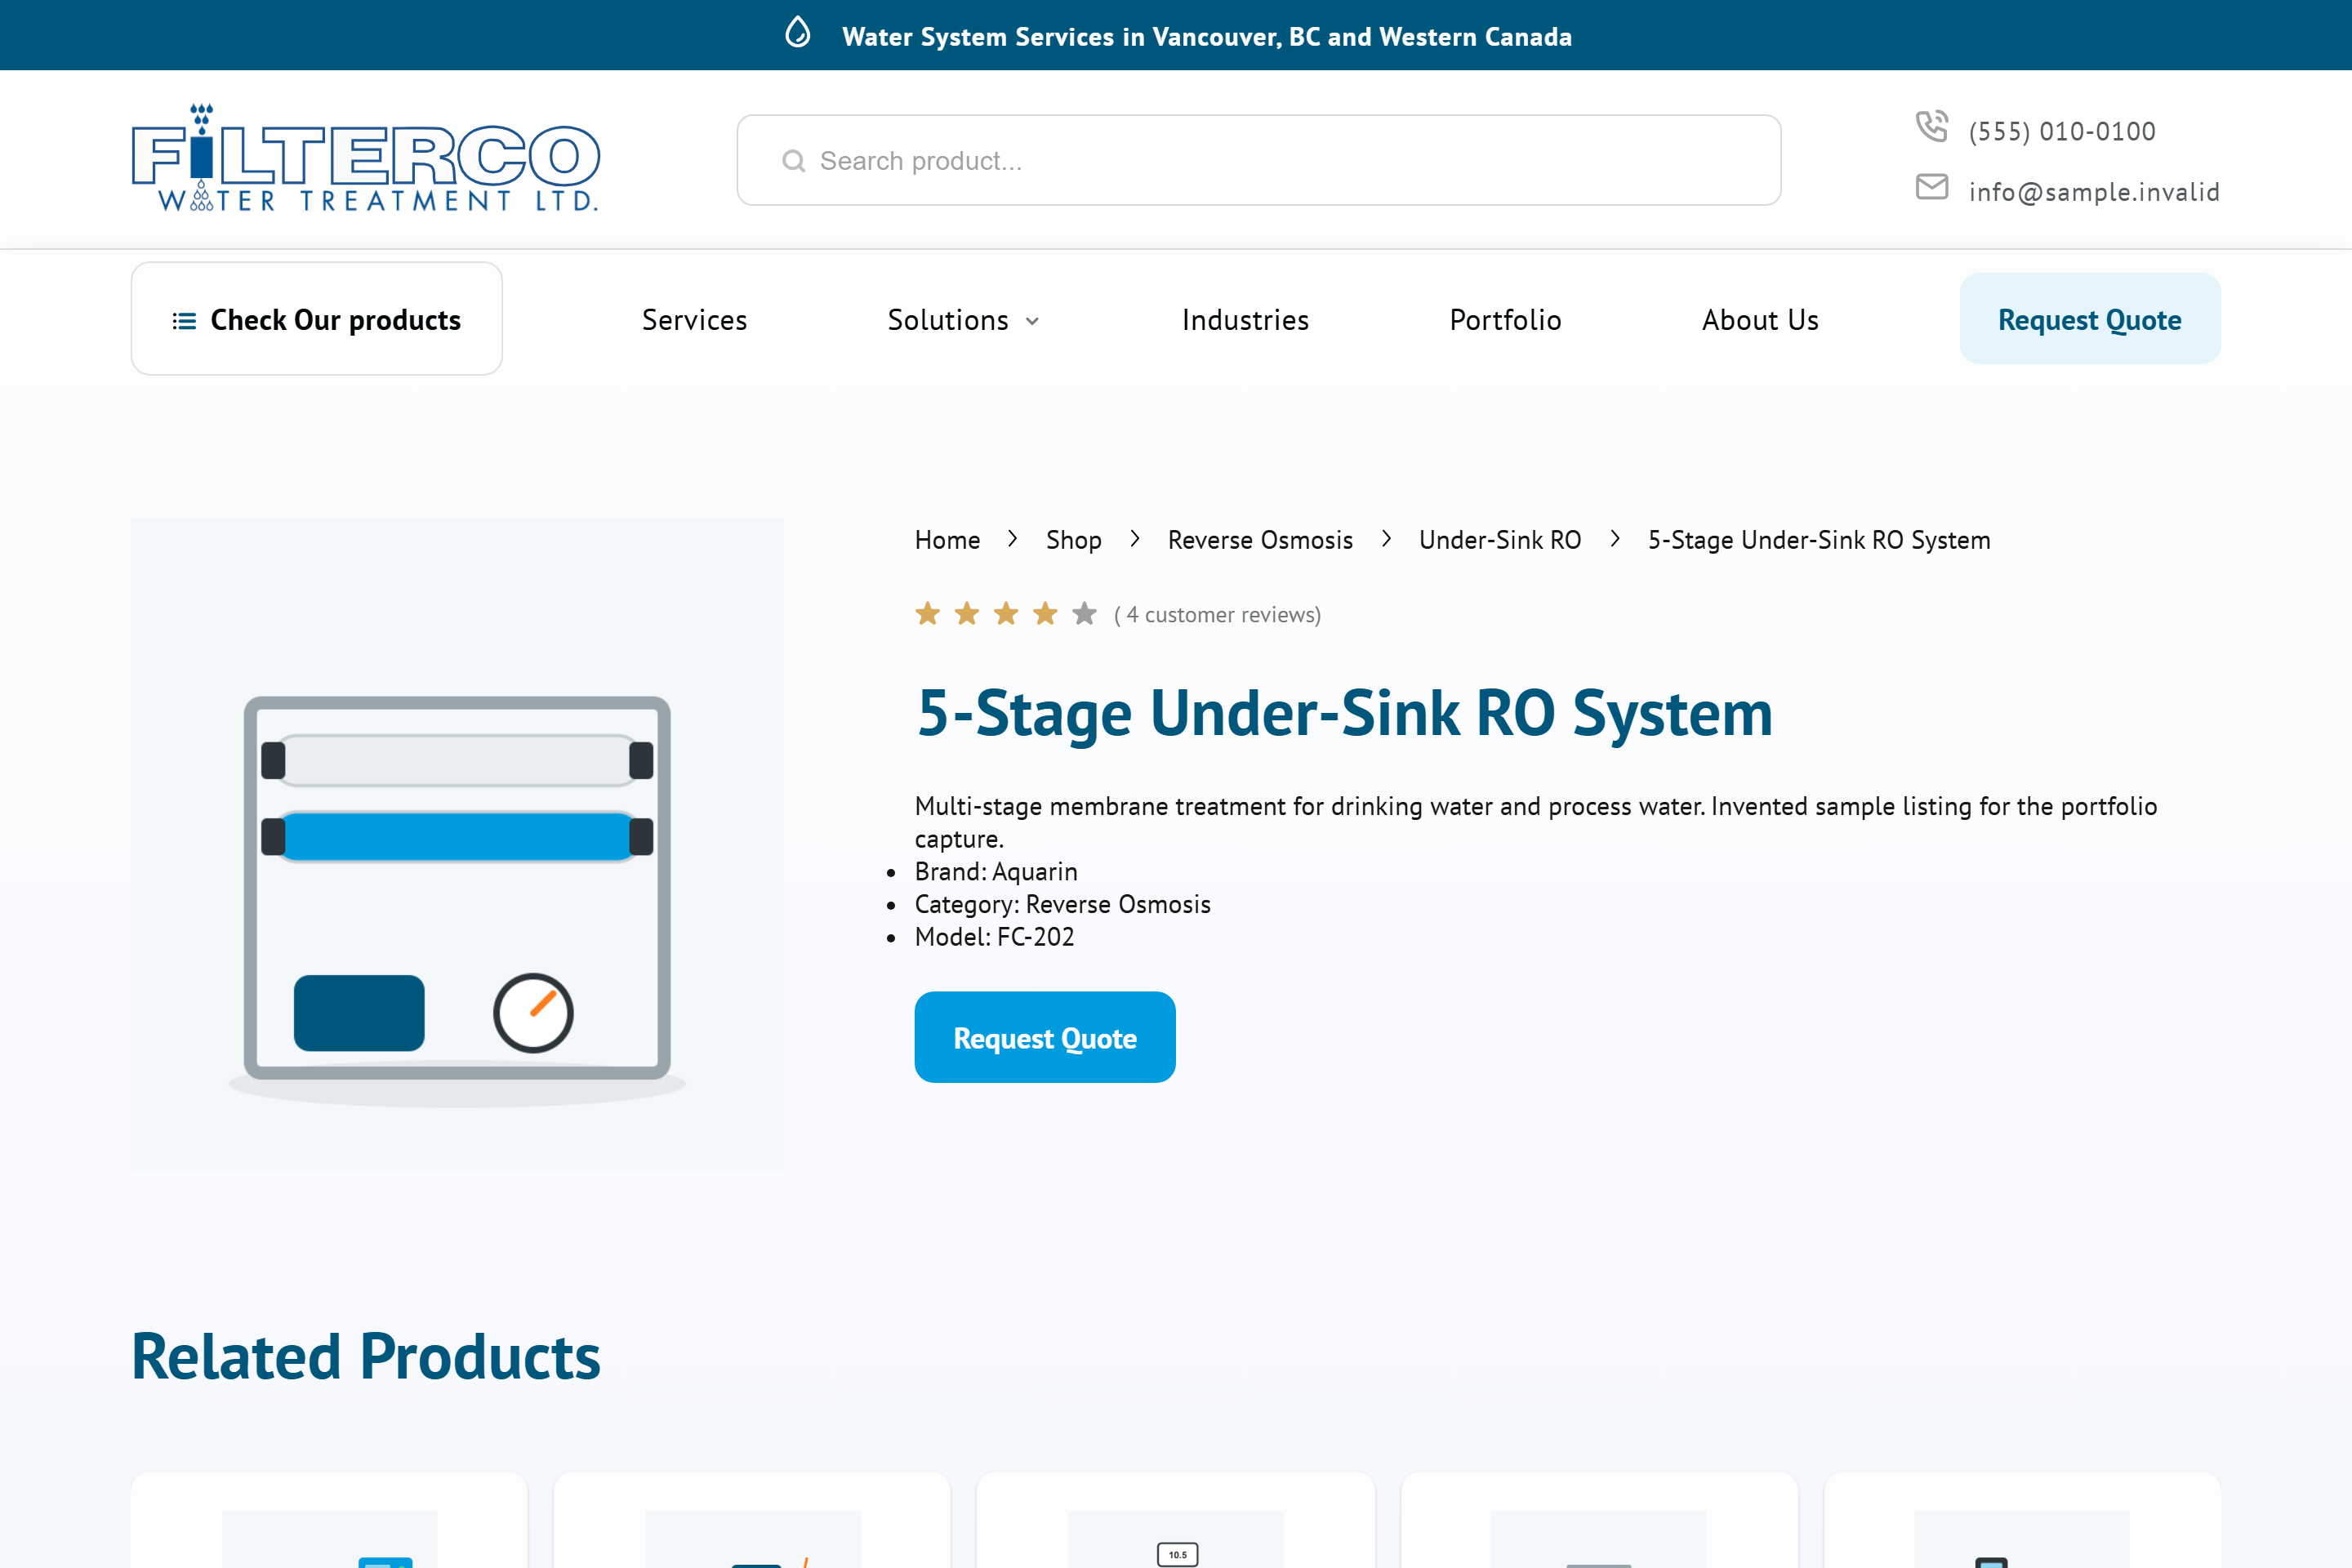 Water System Services in Vancouver, BC and Western Canada
FILTERCO
WATER TREATMENT LTD.
Search product...
(555) 010-0100
info@sample.invalid
Check Our products
Services
Solutions
Industries
Portfolio
About Us
Request Quote
Home > Shop > Reverse Osmosis > Under-Sink RO > 5-Stage Under-Sink RO System
( 4 customer reviews)
5-Stage Under-Sink RO System
Multi-stage membrane treatment for drinking water and process water. Invented sample listing for the portfolio
capture.
• Brand: Aquarin
• Category: Reverse Osmosis
• Model: FC-202
Request Quote
Related Products
10.5